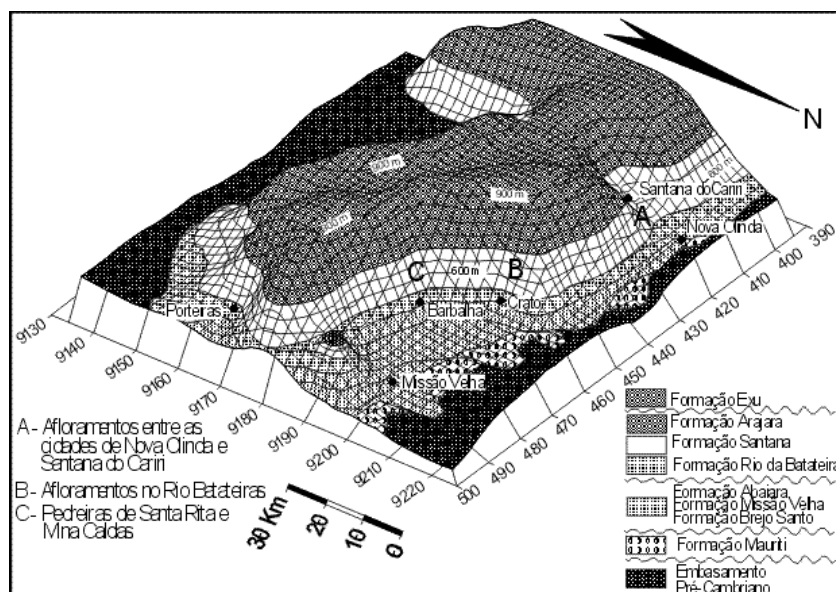 N
900 m
900 m
600 m
Santana do Cariri
A
Nova Olinda
C
600 m
B
Porteiras
Barbalha
Crato
Missão Velha
390
400
410
420
430
440
450
460
470
480
490
500
9130
9140
9150
9160
9170
9180
9190
9200
9210
9220
A - Afloramentos entre as
cidades de Nova Olinda e
Santana do Cariri
B - Afloramentos no Rio Batateiras
C - Pedreiras de Santa Rita e
Mina Caldas
30 Km
20
10
0
Formação Exu
Formação Arajara
Formação Santana
Formação Rio da Batateira
Formação Abaiara,
Formação Missão Velha
Formação Brejo Santo
Formação Mauriti
Embasamento
Pré-Cambriano